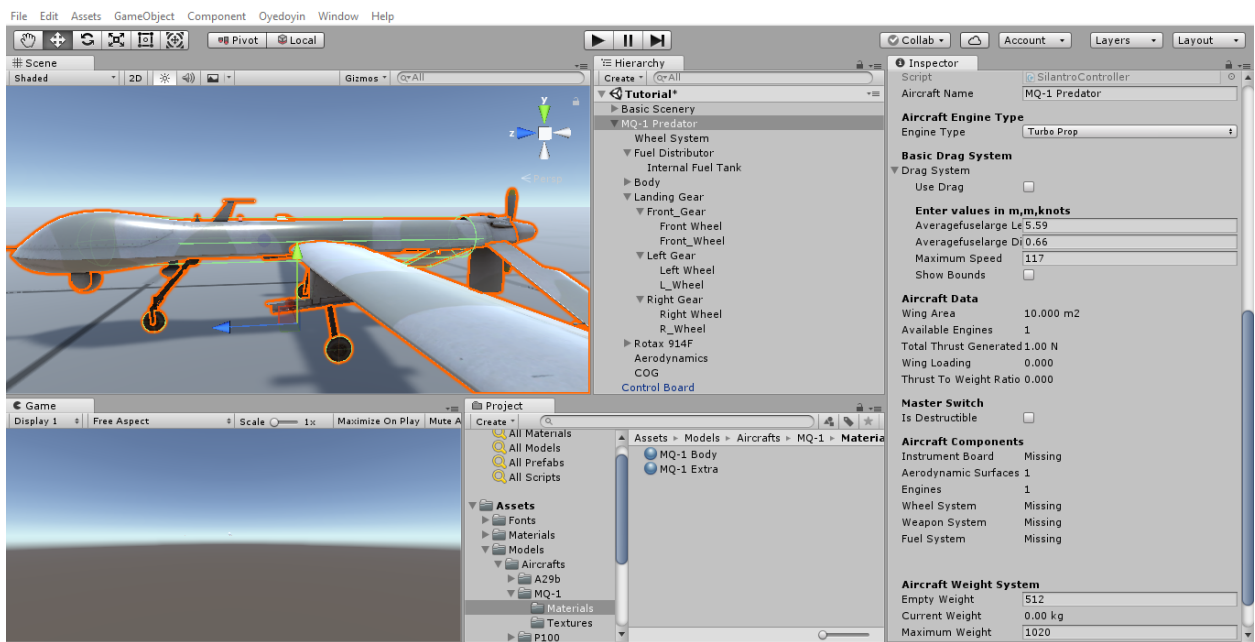 File Edit Assets GameObject Component Oyedoyin Window Help
Pivot Local Collab Account Layers Layout
Scene
Shaded 2D Gizmos All
y
z
Persp
Hierarchy
Create All
Tutorial*
Basic Scenery
MQ-1 Predator
Wheel System
Fuel Distributor
Internal Fuel Tank
Body
Landing Gear
Front_Gear
Front Wheel
Front_Wheel
Left Gear
Left Wheel
L_Wheel
Right Gear
Right Wheel
R_Wheel
Rotax 914F
Aerodynamics
COG
Control Board
Inspector
Script SilantroController
Aircraft Name MQ-1 Predator
Aircraft Engine Type
Engine Type Turbo Prop
Basic Drag System
Drag System
Use Drag
Enter values in m,m,knots
Averagefuselarge Le 5.59
Averagefuselarge Di 0.66
Maximum Speed 117
Show Bounds
Aircraft Data
Wing Area 10.000 m2
Available Engines 1
Total Thrust Generated 1.00 N
Wing Loading 0.000
Thrust To Weight Ratio 0.000
Master Switch
Is Destructible
Aircraft Components
Instrument Board Missing
Aerodynamic Surfaces 1
Engines 1
Wheel System Missing
Weapon System Missing
Fuel System Missing
Aircraft Weight System
Empty Weight 512
Current Weight 0.00 kg
Maximum Weight 1020
Game
Display 1 Free Aspect Scale 1x Maximize On Play Mute A
Project
Create
All Materials
All Models
All Prefabs
All Scripts
Assets
Fonts
Materials
Models
Aircrafts
A29b
MQ-1
Materials
Textures
P100
Assets Models Aircrafts MQ-1 Materia
MQ-1 Body
MQ-1 Extra